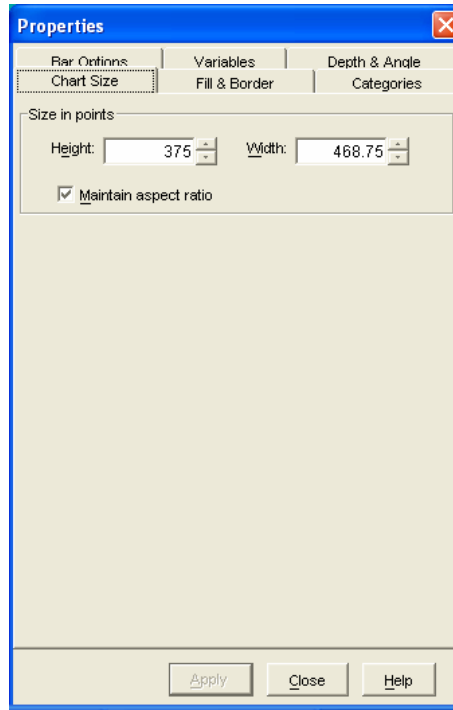 Properties
Bar Options Variables Depth & Angle
Chart Size Fill & Border Categories
Size in points
Height: 375 Width: 468.75
Maintain aspect ratio
Apply Close Help